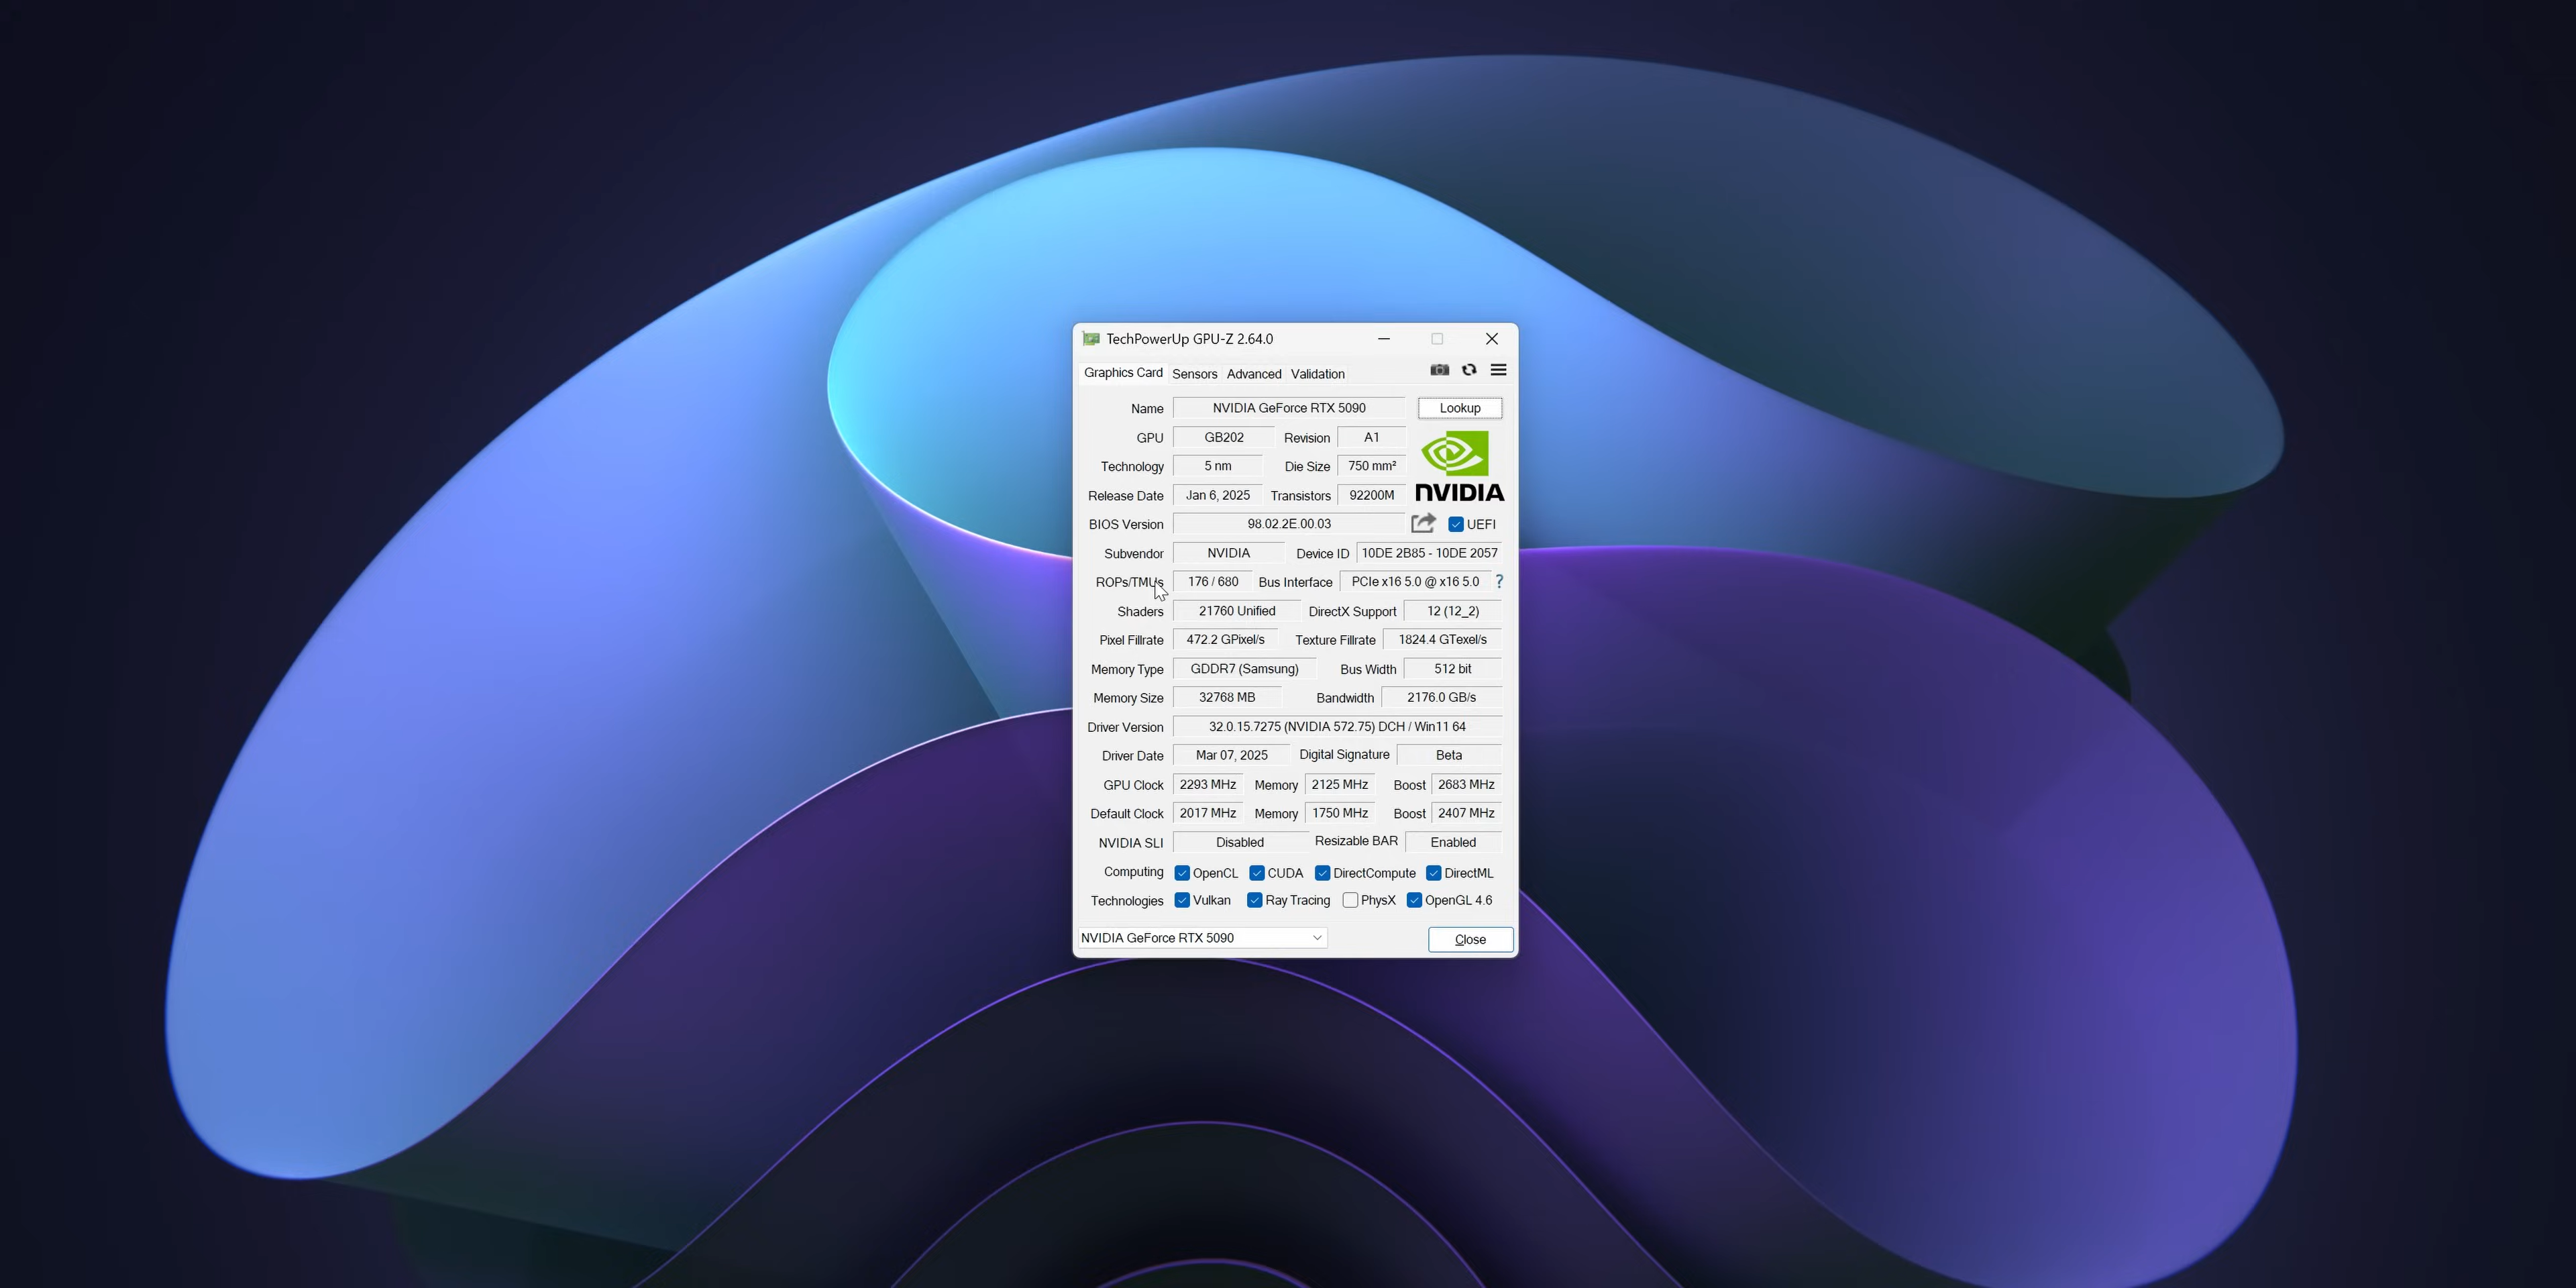 TechPowerUp GPU-Z 2.64.0
Graphics Card Sensors Advanced Validation
Name NVIDIA GeForce RTX 5090 Lookup
GPU GB202 Revision A1
Technology 5 nm Die Size 750 mm²
Release Date Jan 6, 2025 Transistors 92200M
NVIDIA
BIOS Version 98.02.2E.00.03 UEFI
Subvendor NVIDIA Device ID 10DE 2B85 - 10DE 2057
ROPs/TMUs 176 / 680 Bus Interface PCIe x16 5.0 @ x16 5.0 ?
Shaders 21760 Unified DirectX Support 12 (12_2)
Pixel Fillrate 472.2 GPixel/s Texture Fillrate 1824.4 GTexel/s
Memory Type GDDR7 (Samsung) Bus Width 512 bit
Memory Size 32768 MB Bandwidth 2176.0 GB/s
Driver Version 32.0.15.7275 (NVIDIA 572.75) DCH / Win11 64
Driver Date Mar 07, 2025 Digital Signature Beta
GPU Clock 2293 MHz Memory 2125 MHz Boost 2683 MHz
Default Clock 2017 MHz Memory 1750 MHz Boost 2407 MHz
NVIDIA SLI Disabled Resizable BAR Enabled
Computing OpenCL CUDA DirectCompute DirectML
Technologies Vulkan Ray Tracing PhysX OpenGL 4.6
NVIDIA GeForce RTX 5090 Close